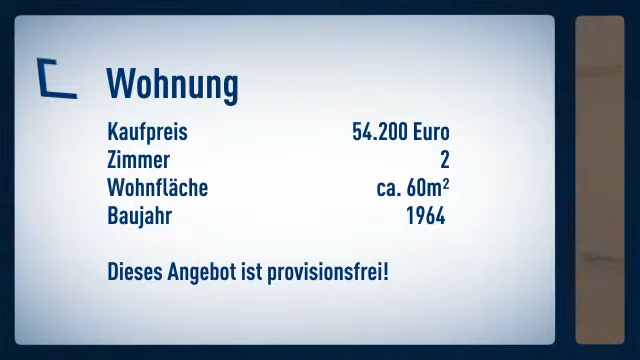 Wohnung
Kaufpreis 54.200 Euro
Zimmer 2
Wohnfläche ca. 60m²
Baujahr 1964
Dieses Angebot ist provisionsfrei!